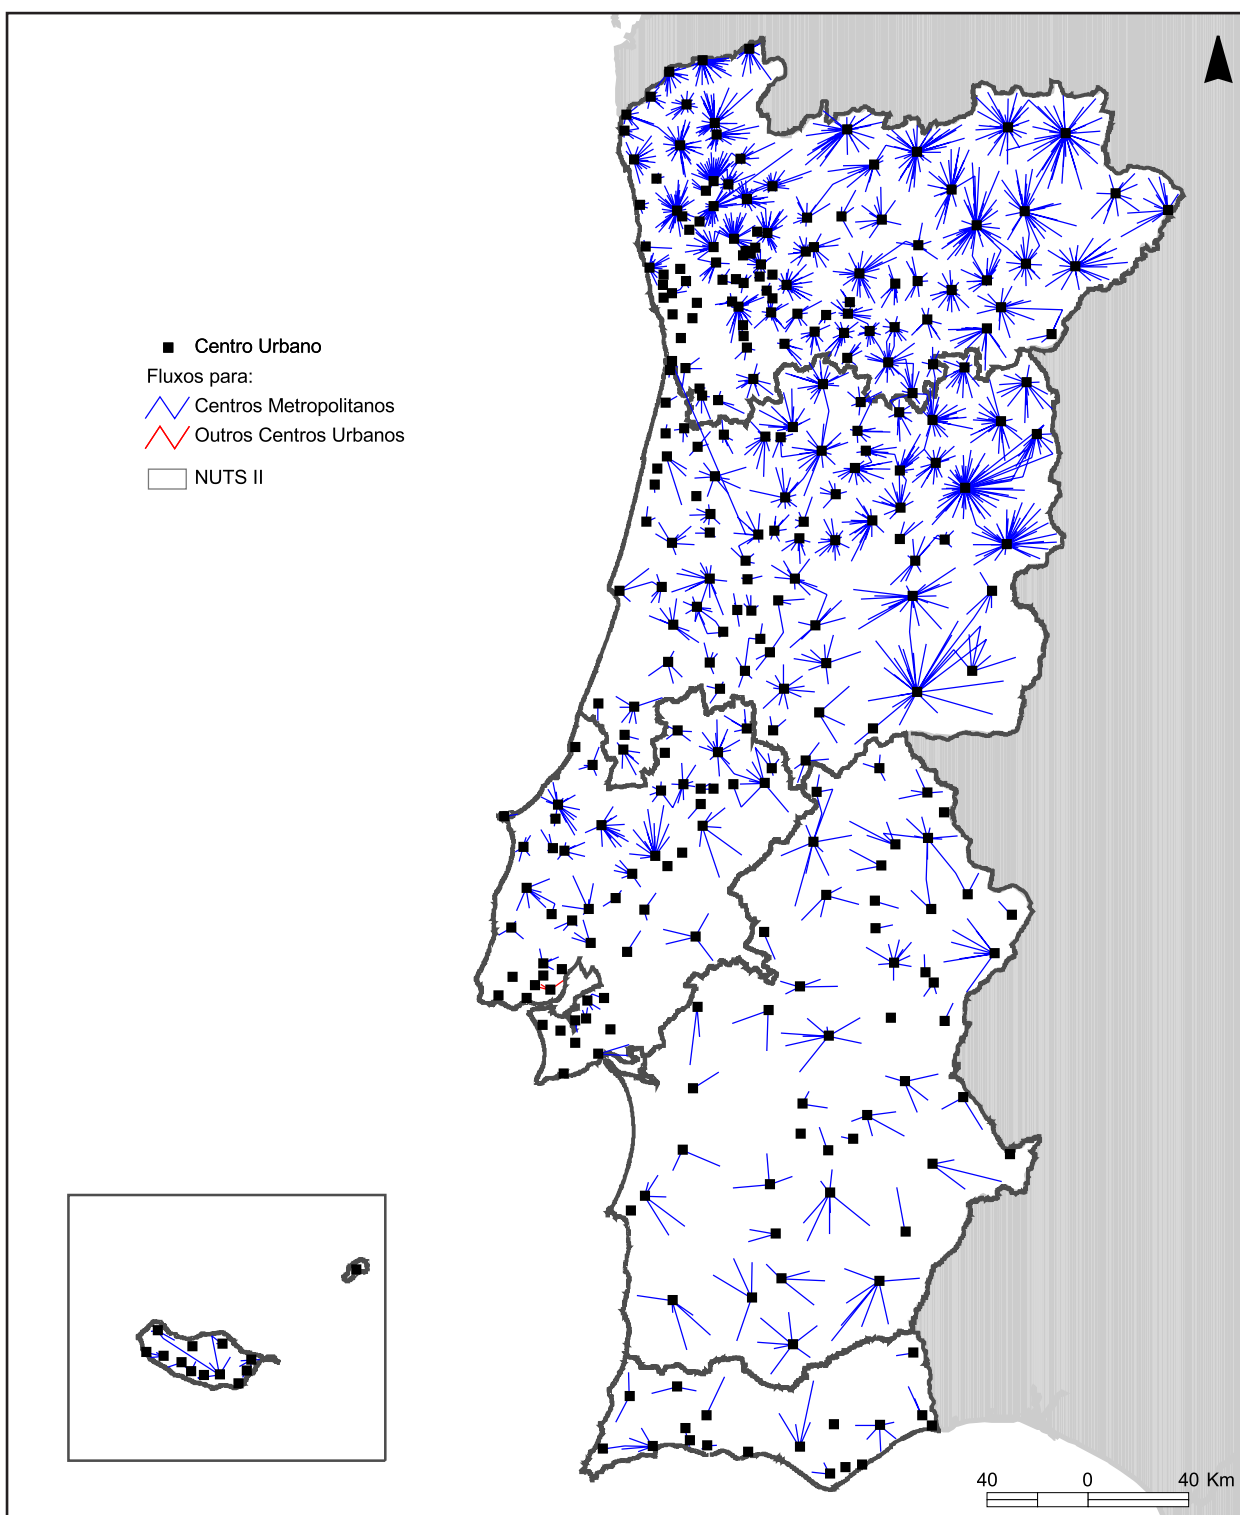 Centro Urbano
Fluxos para:
Centros Metropolitanos
Outros Centros Urbanos
NUTS II
40 0 40 Km